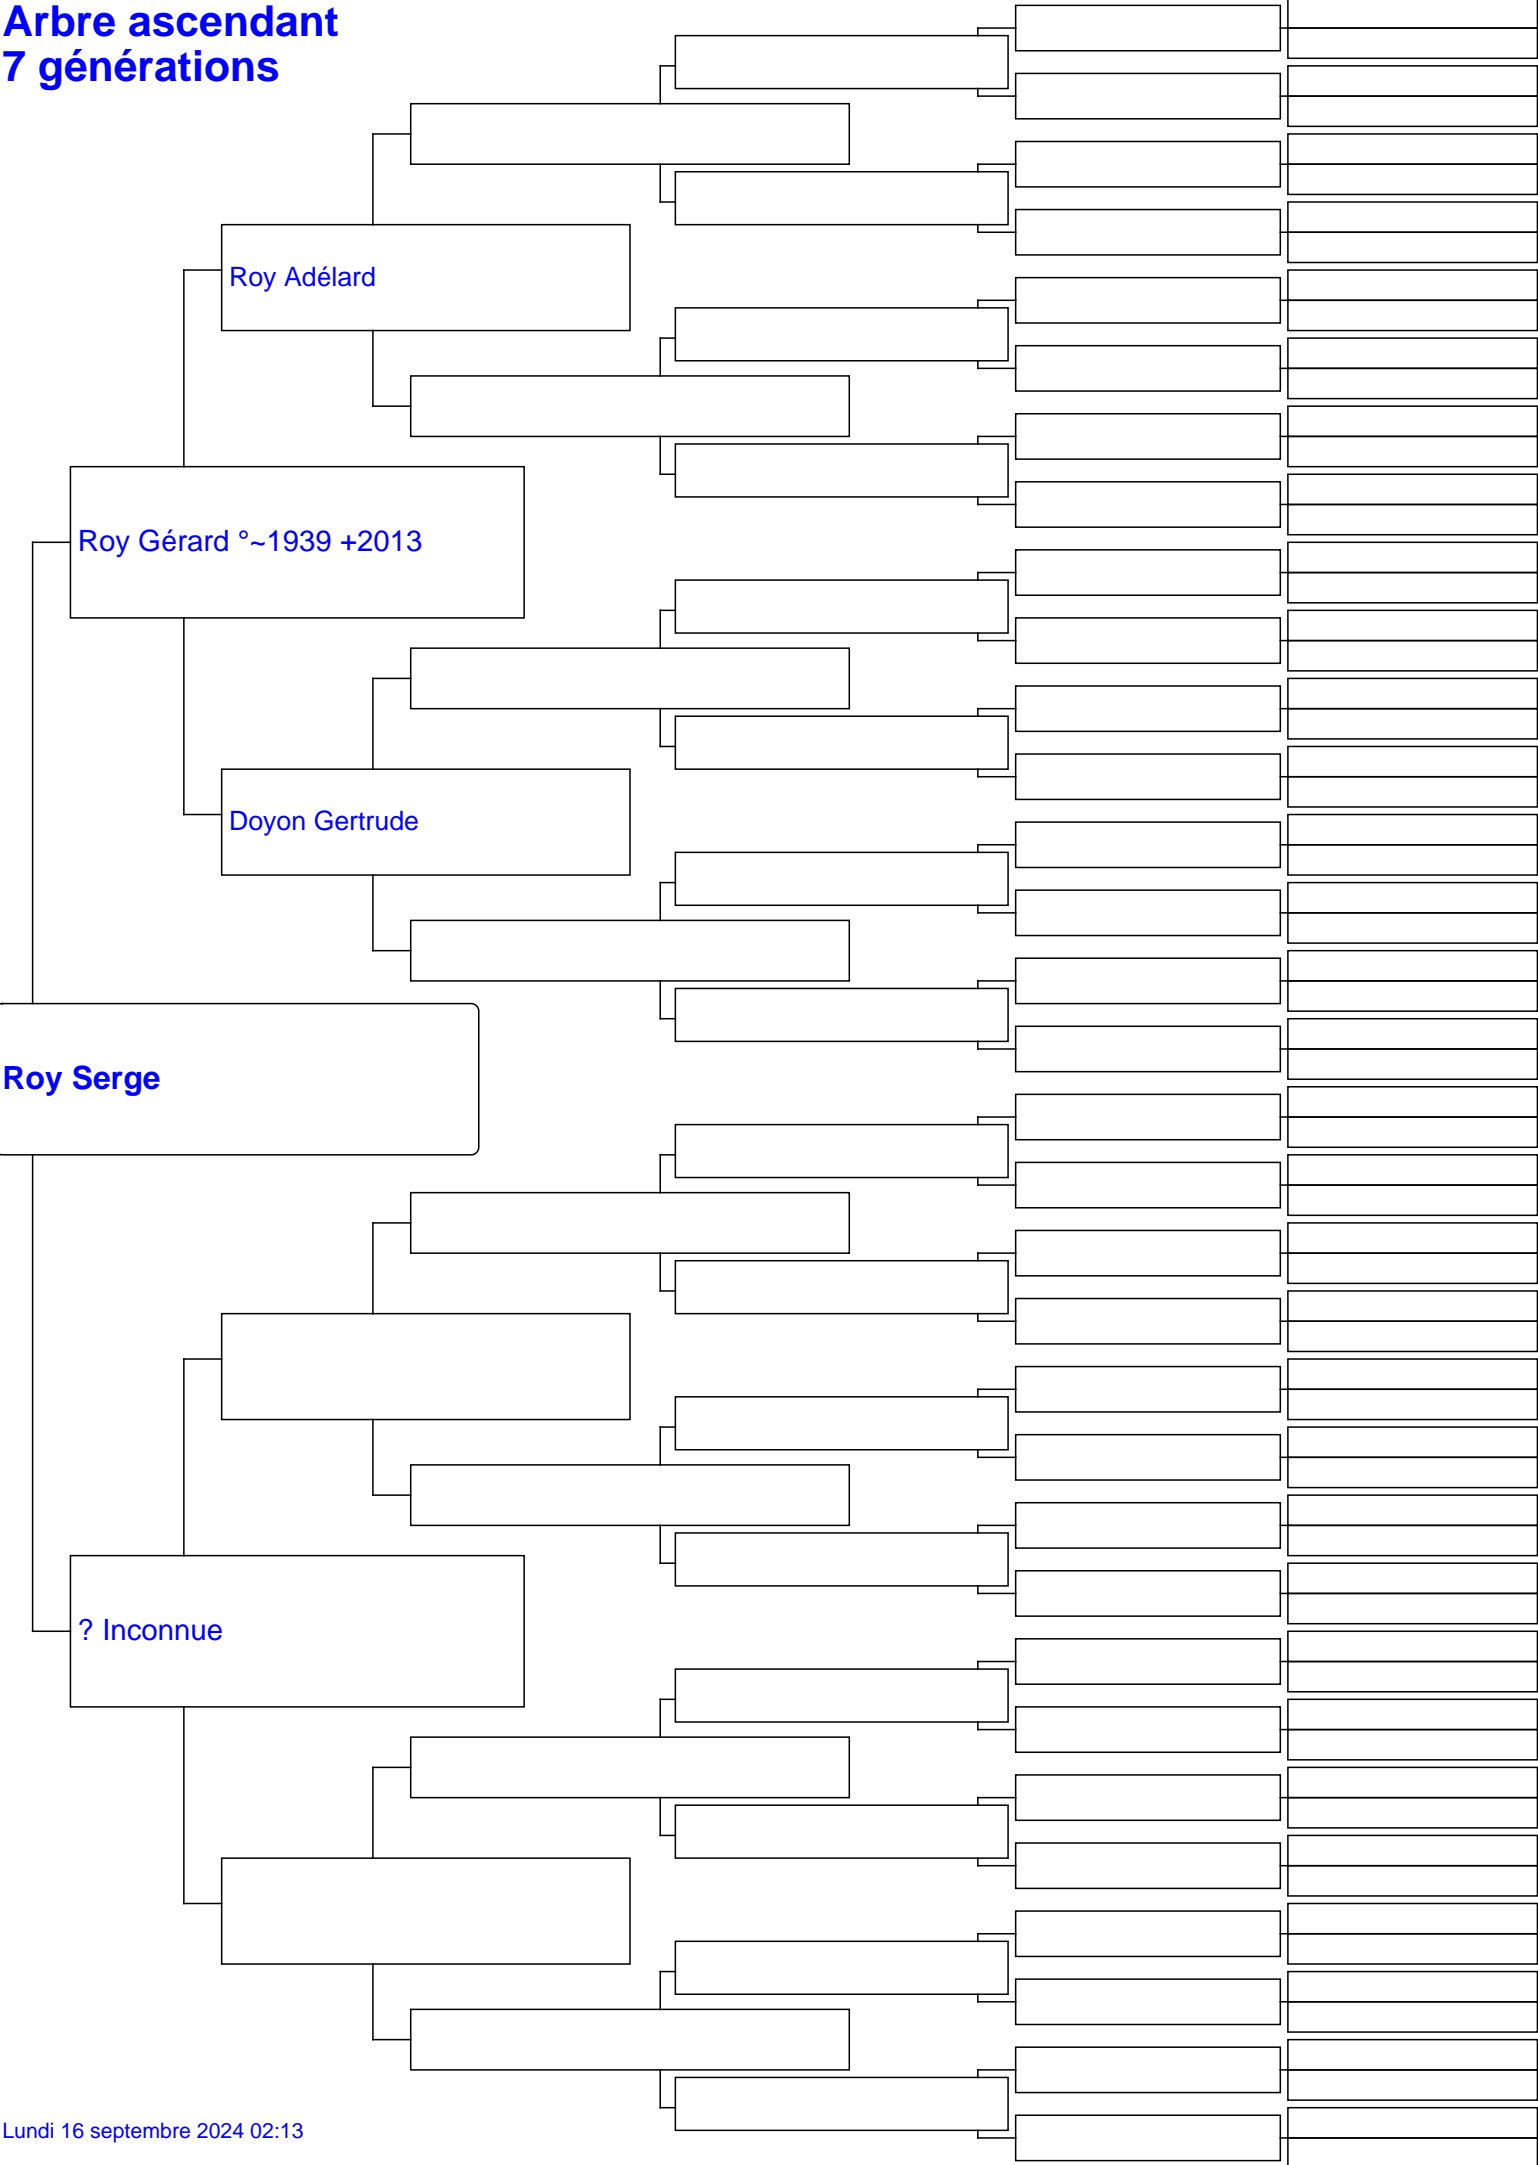 Arbre ascendant
7 générations
Roy Adélard
Roy Gérard °~1939 +2013
Doyon Gertrude
Roy Serge
? Inconnue
Lundi 16 septembre 2024 02:13